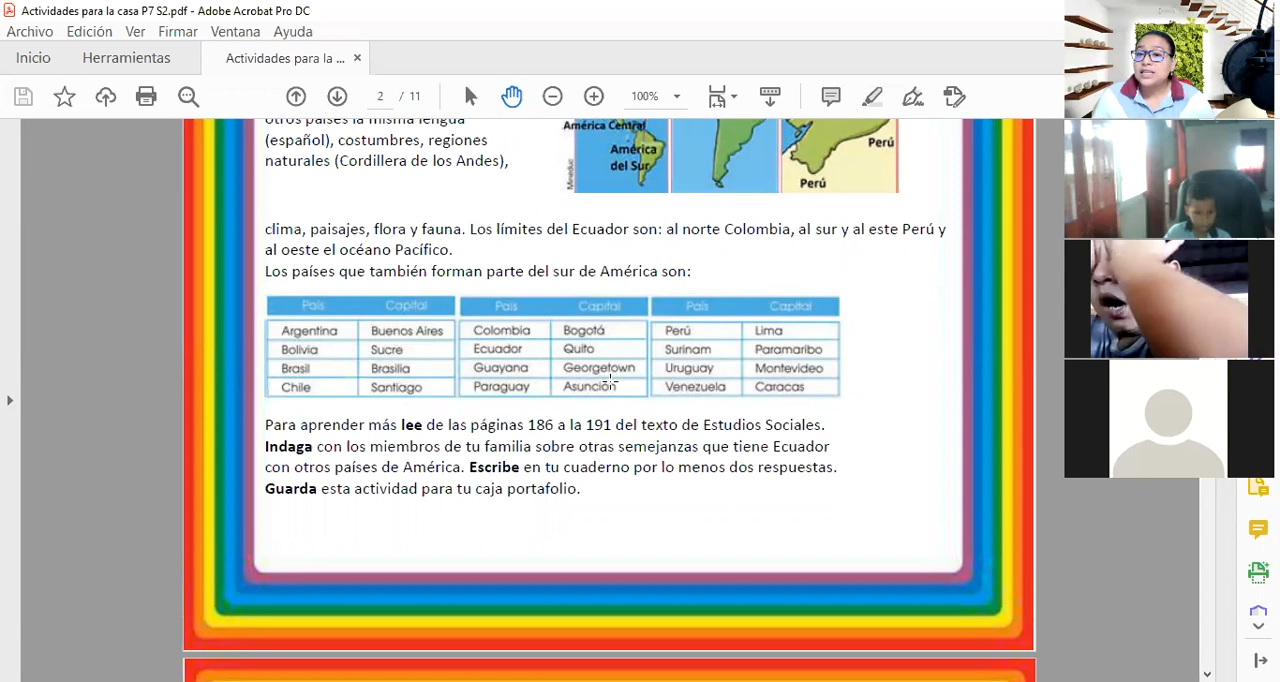 Actividades para la casa P7 S2.pdf - Adobe Acrobat Pro DC
Archivo Edición Ver Firmar Ventana Ayuda
Inicio Herramientas Actividades para la ... ×
2 / 11 100%
otros países la misma lengua
(español), costumbres, regiones
naturales (Cordillera de los Andes),
América Central
América
del Sur
Mineduc
Perú
Perú
clima, paisajes, flora y fauna. Los límites del Ecuador son: al norte Colombia, al sur y al este Perú y
al oeste el océano Pacífico.
Los países que también forman parte del sur de América son:
País Capital País Capital País Capital
Argentina Buenos Aires Colombia Bogotá Perú Lima
Bolivia Sucre Ecuador Quito Surinam Paramaribo
Brasil Brasilia Guayana Georgetown Uruguay Montevideo
Chile Santiago Paraguay Asunción Venezuela Caracas
Para aprender más lee de las páginas 186 a la 191 del texto de Estudios Sociales.
Indaga con los miembros de tu familia sobre otras semejanzas que tiene Ecuador
con otros países de América. Escribe en tu cuaderno por lo menos dos respuestas.
Guarda esta actividad para tu caja portafolio.